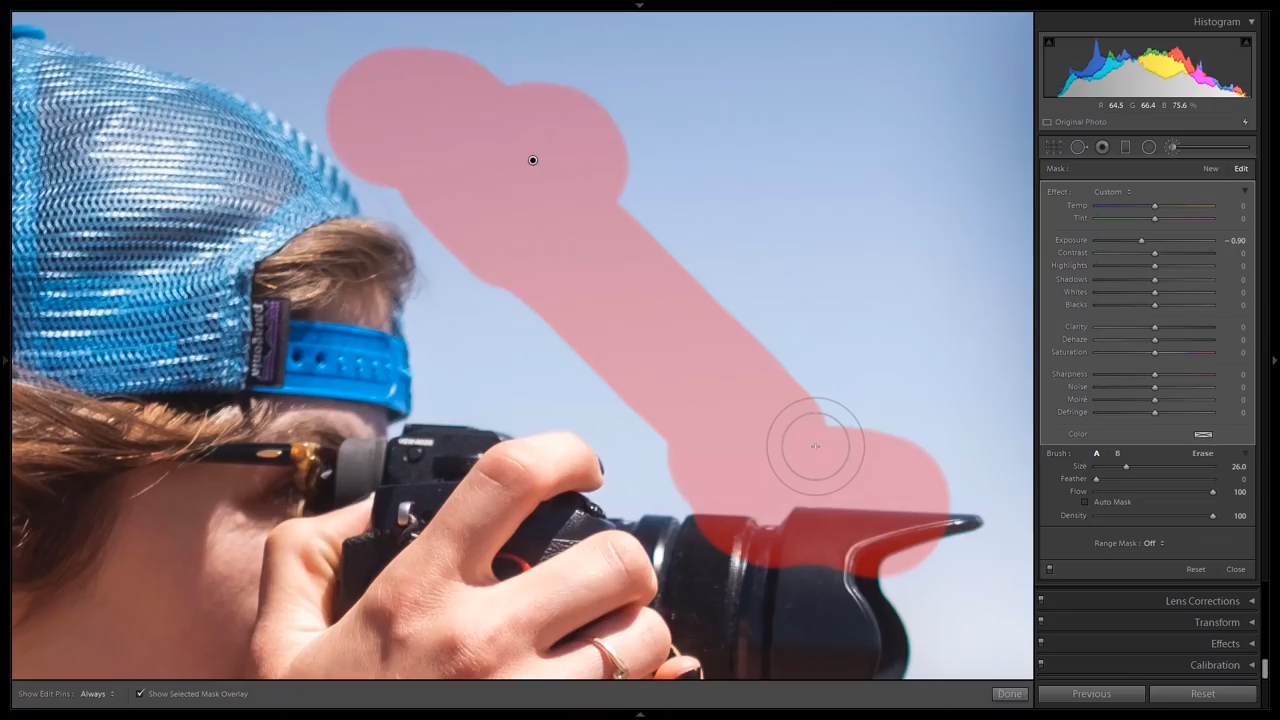 Histogram
R 64.5 G 66.4 B 75.6 %
Original Photo
Mask : New Edit
Effect : Custom
Temp 0
Tint 0
Exposure – 0.90
Contrast 0
Highlights 0
Shadows 0
Whites 0
Blacks 0
Clarity 0
Dehaze 0
Saturation 0
Sharpness 0
Noise 0
Moiré 0
Defringe 0
Color
Brush : A B Erase
Size 26.0
Feather 0
Flow 100
Auto Mask
Density 100
Range Mask : Off
Reset Close
Lens Corrections
Transform
Effects
Calibration
Previous Reset
Show Edit Pins : Always Show Selected Mask Overlay Done
patagonia